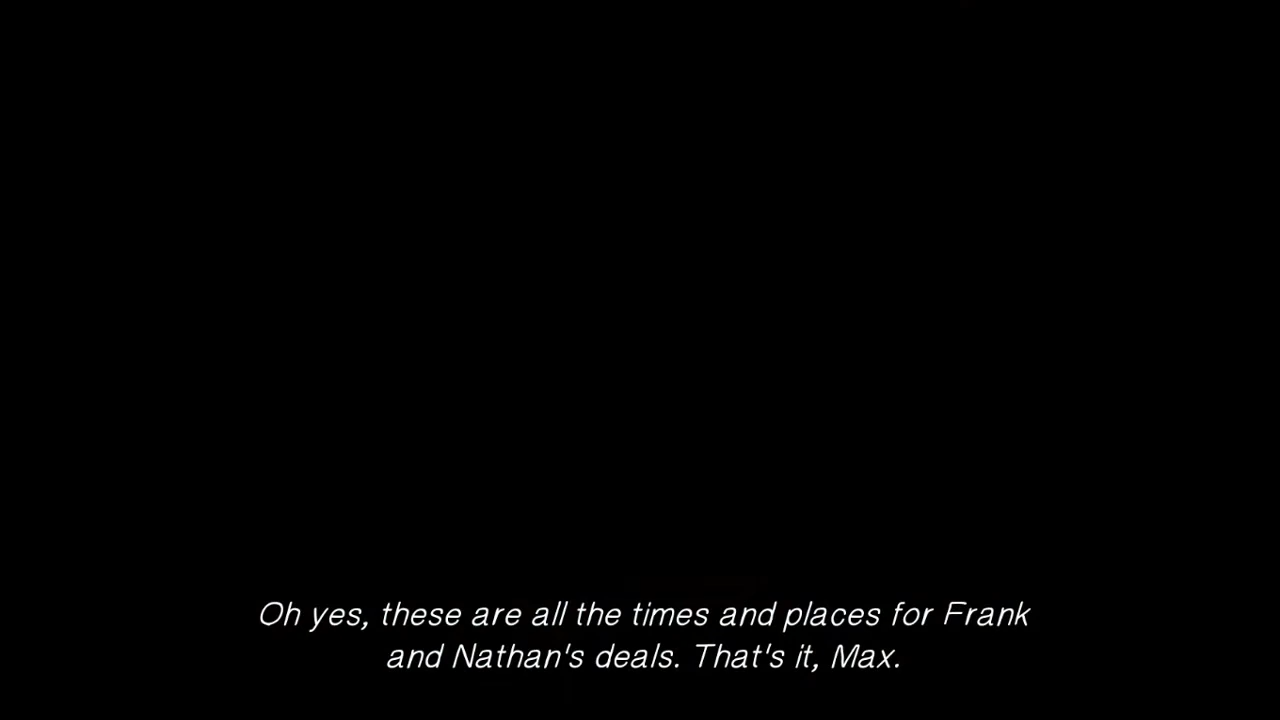 Oh yes, these are all the times and places for Frank
and Nathan's deals. That's it, Max.